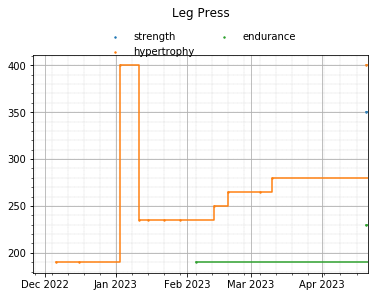 Leg Press
strength endurance
hypertrophy
400
350
300
250
200
Dec 2022 Jan 2023 Feb 2023 Mar 2023 Apr 2023